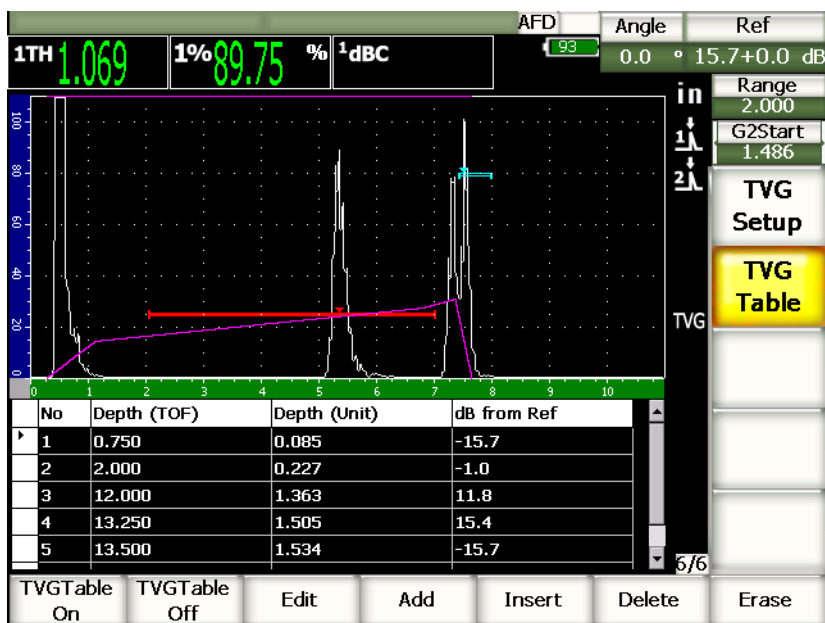 AFD
Angle
Ref
1TH 1.069
1% 89.75 %
1dBC
93
0.0 °
15.7+0.0 dB
in
Range
2.000
G2Start
1.486
1
2
TVG
Setup
TVG
Table
TVG
100
80
60
40
20
0
0 1 2 3 4 5 6 7 8 9 10
No Depth (TOF) Depth (Unit) dB from Ref
1 0.750 0.085 -15.7
2 2.000 0.227 -1.0
3 12.000 1.363 11.8
4 13.250 1.505 15.4
5 13.500 1.534 -15.7
6/6
TVGTable
On
TVGTable
Off
Edit
Add
Insert
Delete
Erase